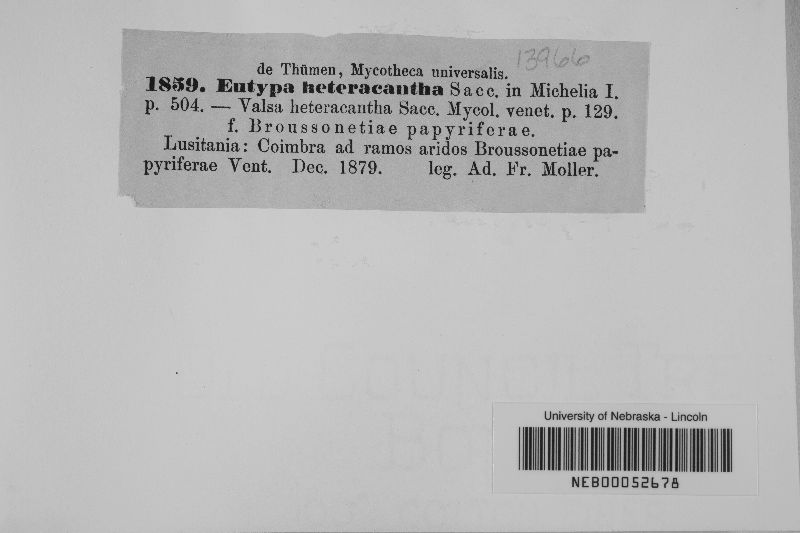 13966
de Thümen, Mycotheca universalis.
1859. Eutypa heteracantha Sacc. in Michelia I.
p. 504. — Valsa heteracantha Sacc. Mycol. venet. p. 129.
f. Broussonetiae papyriferae.
Lusitania: Coimbra ad ramos aridos Broussonetiae pa-
pyriferae Vent. Dec. 1879. leg. Ad. Fr. Moller.
University of Nebraska - Lincoln
NEB00052678